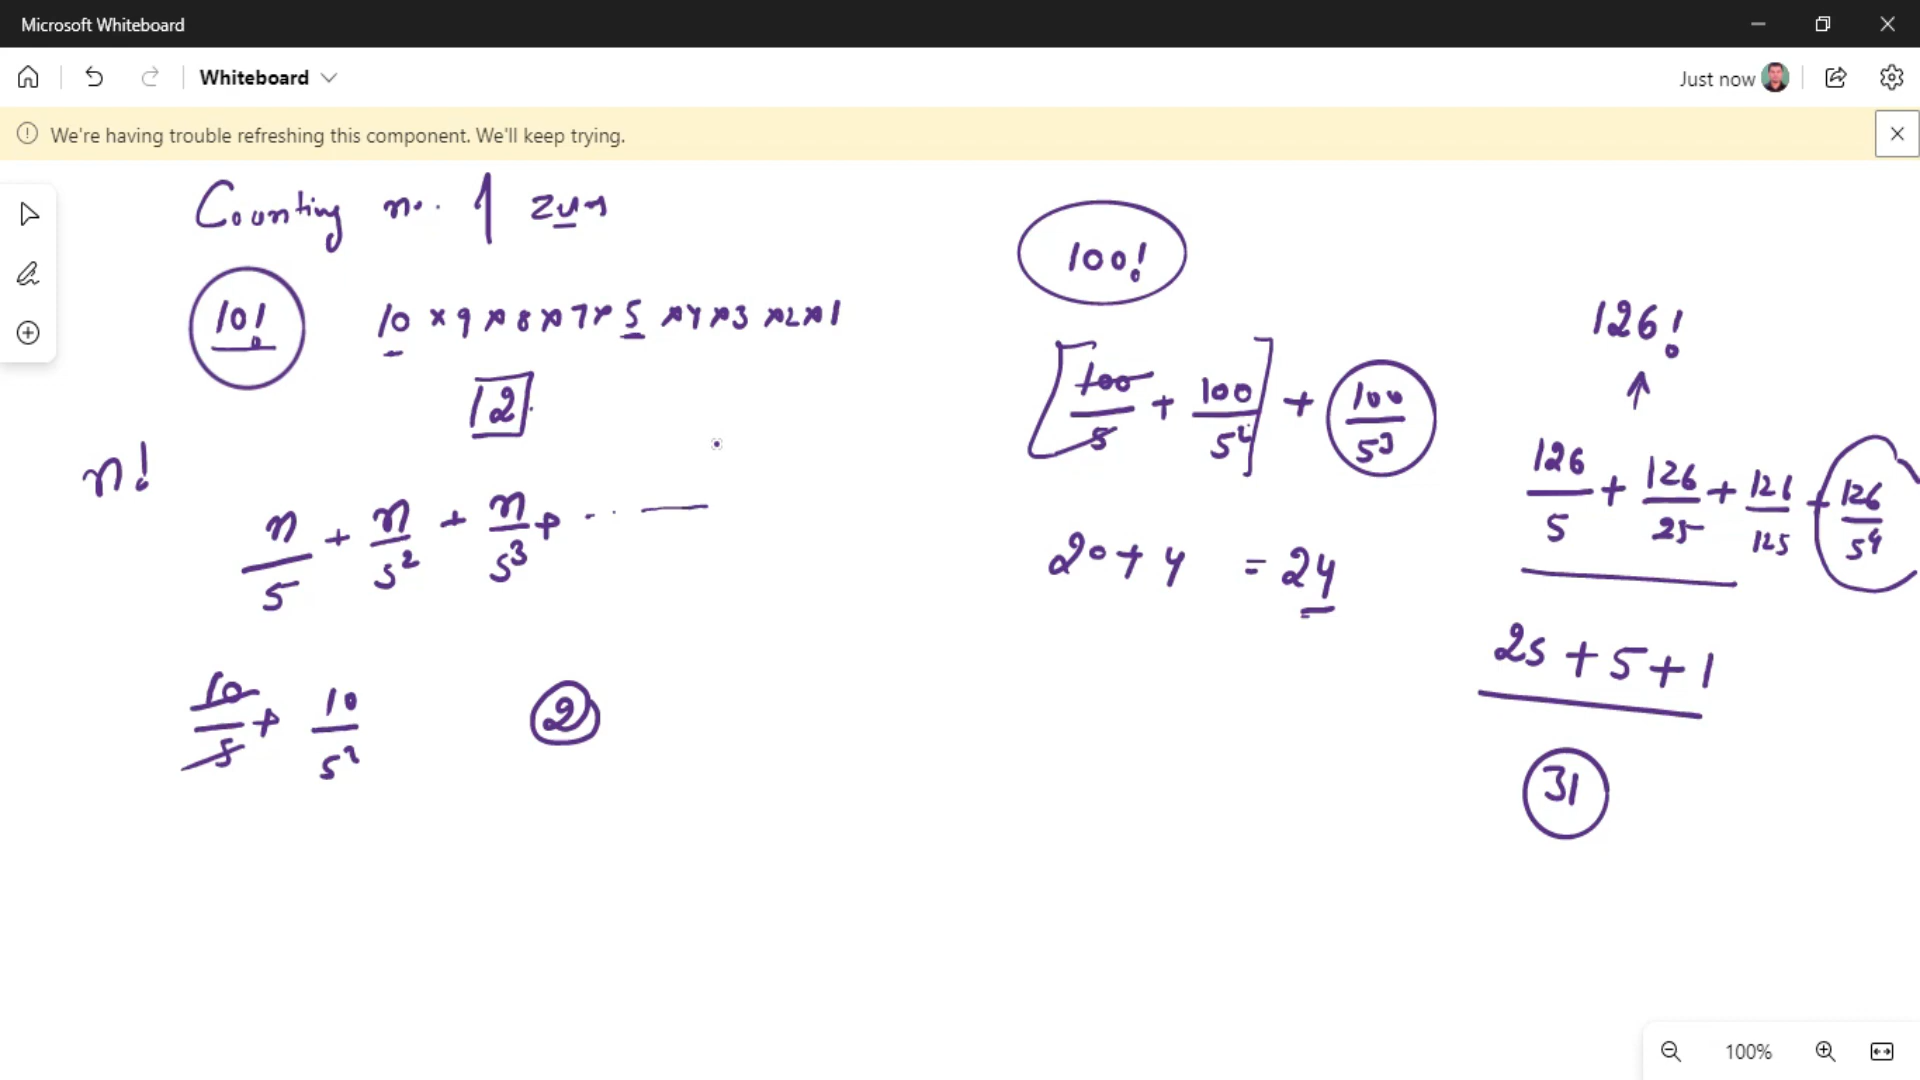 Microsoft Whiteboard
Whiteboard
Just now
We're having trouble refreshing this component. We'll keep trying.
Counting no. of zeros
10!
10 × 9 × 8 × 7 × 5 × 4 × 3 × 2 × 1
2
n!
n/5 + n/5² + n/5³ + ...
10/5 + 10/5²
2
100!
[100/5 + 100/5²] + 100/5³
20 + 4 = 24
126!
126/5 + 126/25 + 126/125 + 126/5⁴
25 + 5 + 1
31
100%